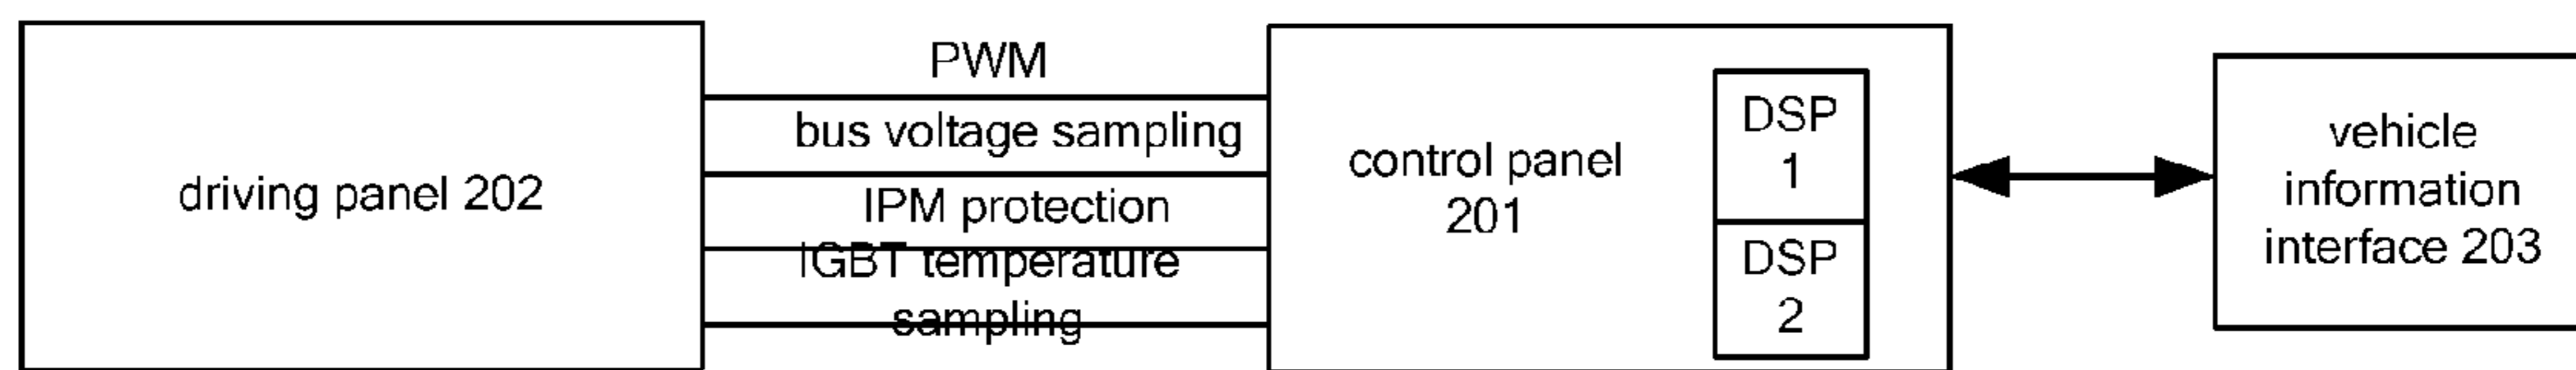 driving panel 202
PWM
bus voltage sampling
IPM protection
IGBT temperature
sampling
control panel
201
DSP
1
DSP
2
vehicle
information
interface 203